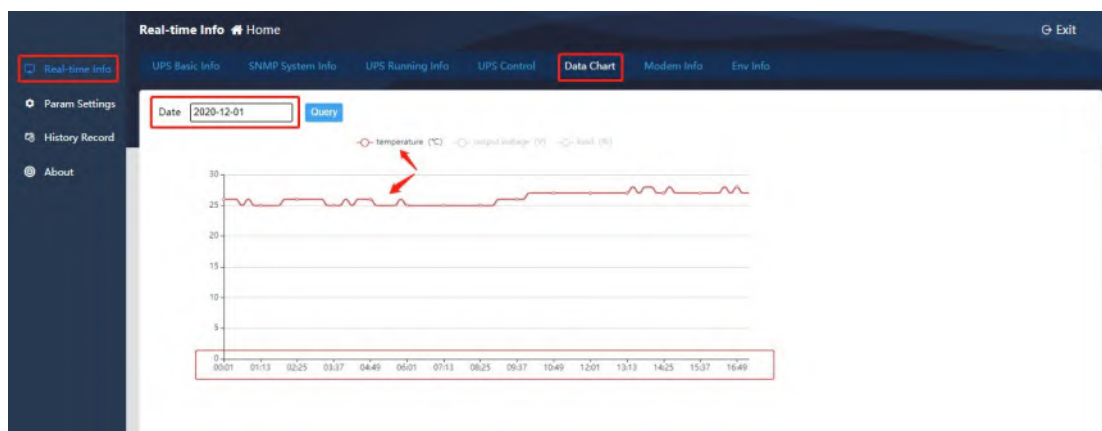 Real-time Info Home
Exit
Real-time Info
Param Settings
History Record
About
UPS Basic Info SNMP System Info UPS Running Info UPS Control Data Chart Modem Info Env Info
Date 2020-12-01 Query
temperature (℃) output voltage (V) load (%)
30
25
20
15
10
5
0
00:01 01:13 02:25 03:37 04:49 06:01 07:13 08:25 09:37 10:49 12:01 13:13 14:25 15:37 16:49